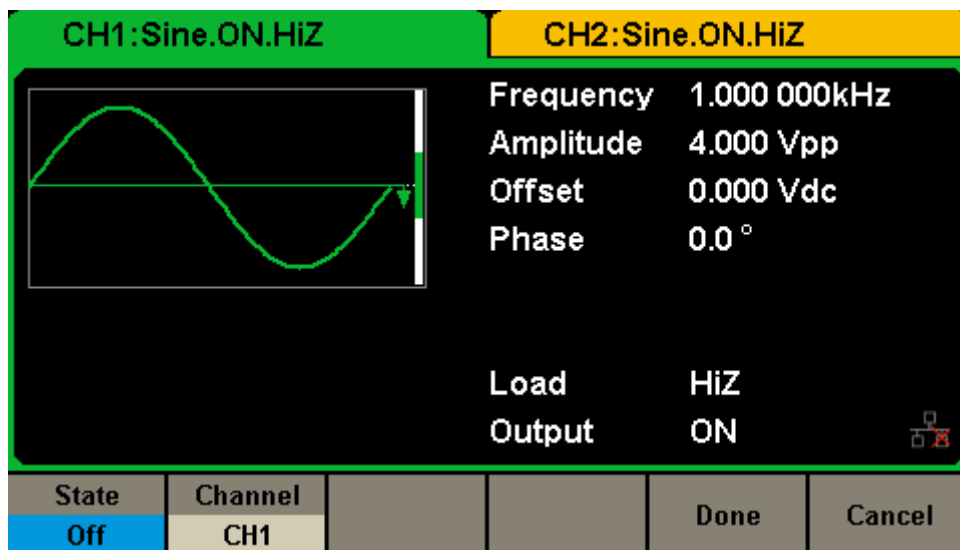 CH1:Sine.ON.HiZ CH2:Sine.ON.HiZ
Frequency 1.000 000kHz
Amplitude 4.000 Vpp
Offset 0.000 Vdc
Phase 0.0 °
Load HiZ
Output ON
State Channel
Off CH1 Done Cancel